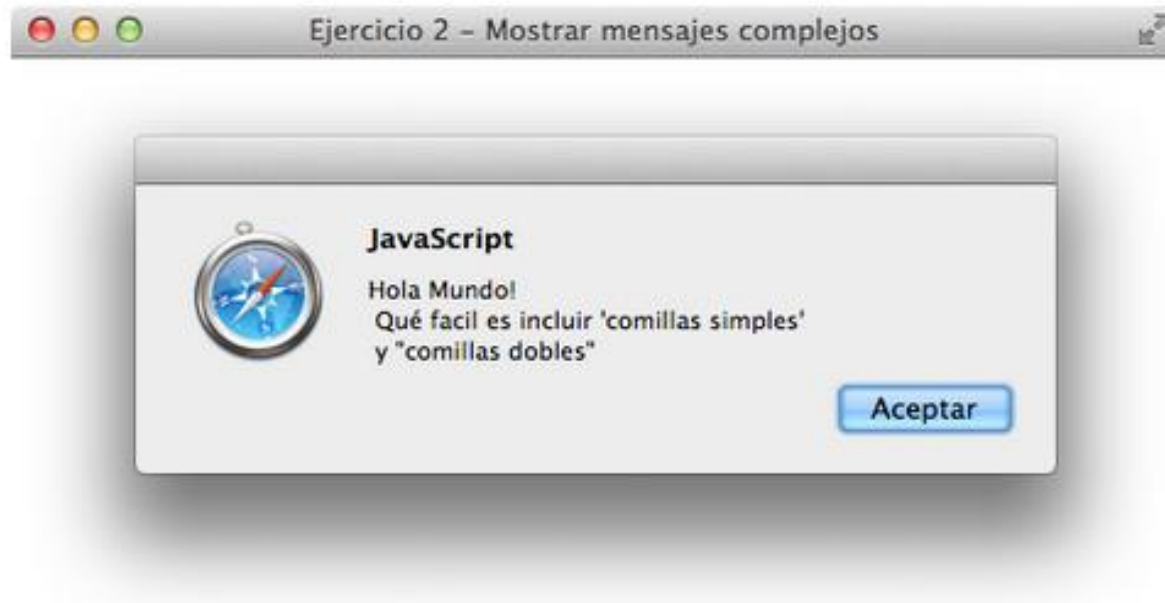 Ejercicio 2 – Mostrar mensajes complejos
JavaScript
Hola Mundo!
Qué facil es incluir 'comillas simples'
y "comillas dobles"
Aceptar